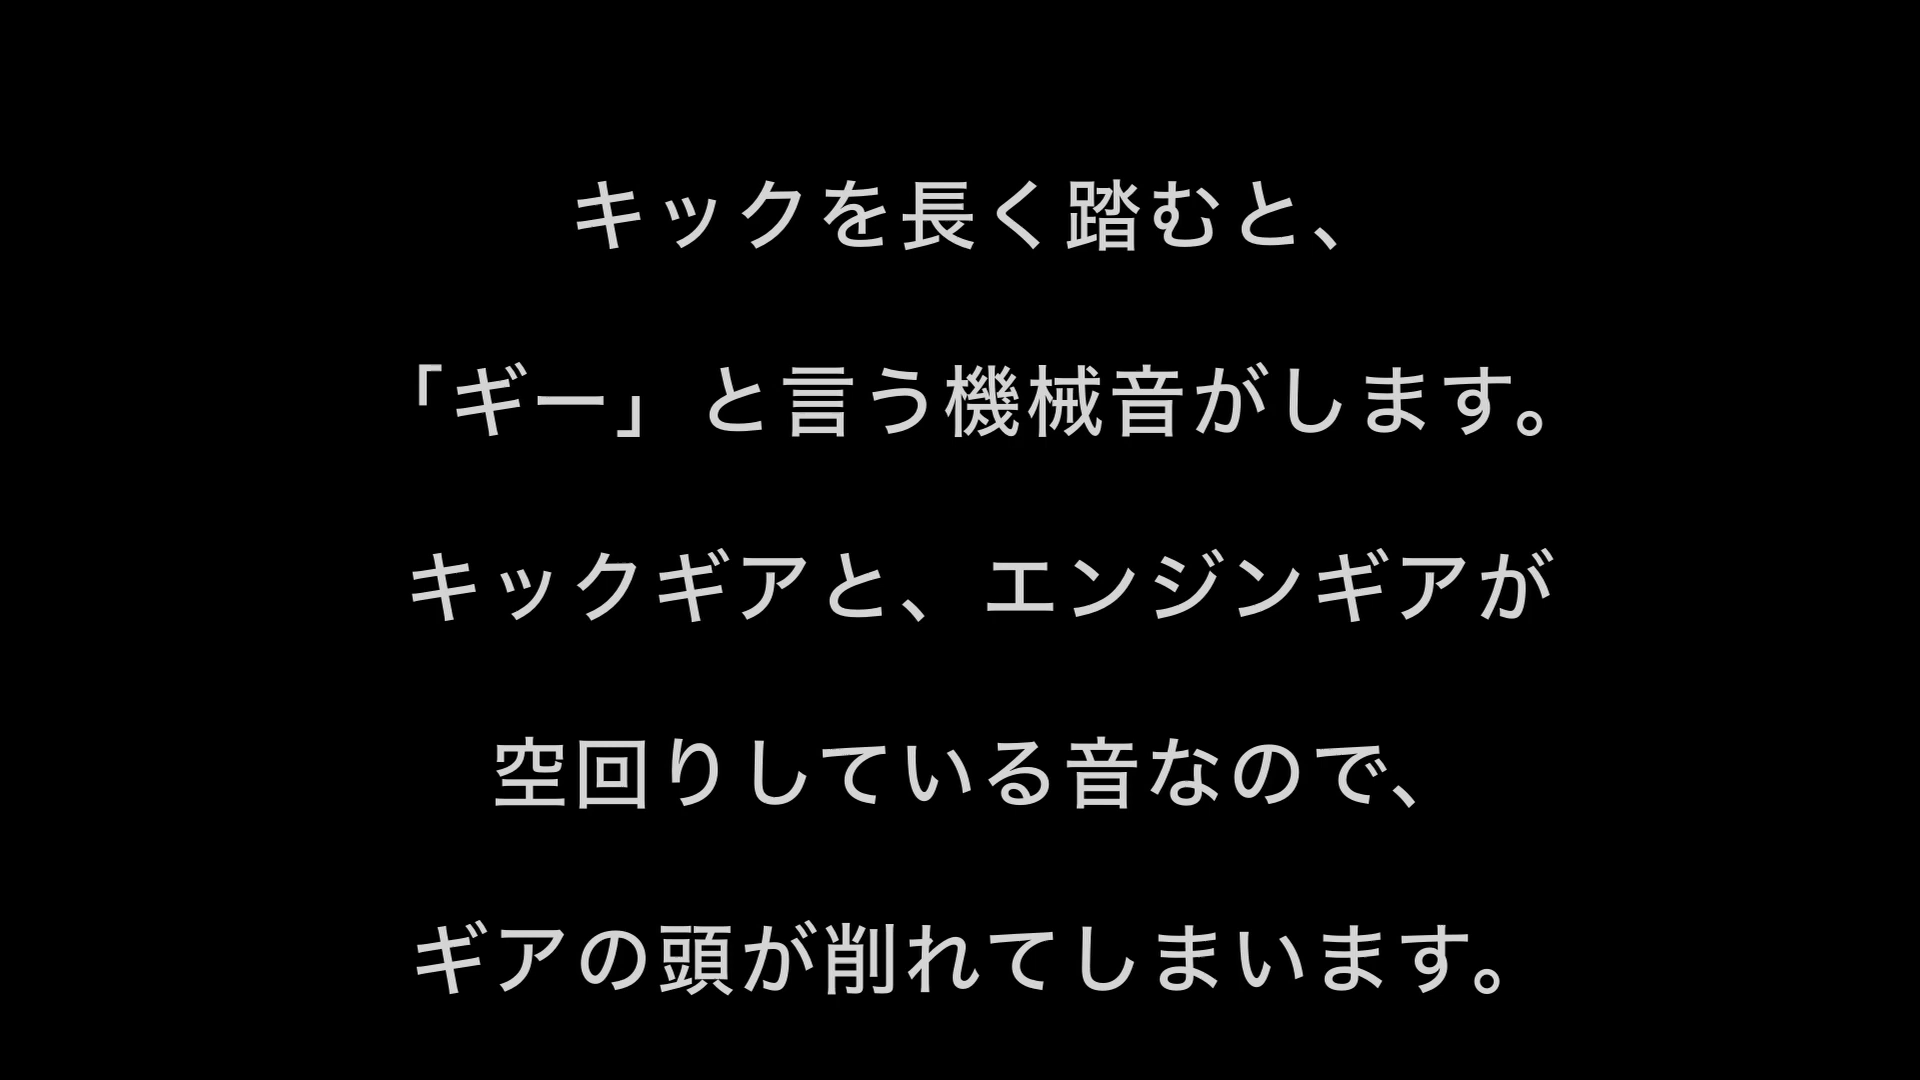 キックを長く踏むと、
「ギー」と言う機械音がします。
キックギアと、エンジンギアが
空回りしている音なので、
ギアの頭が削れてしまいます。